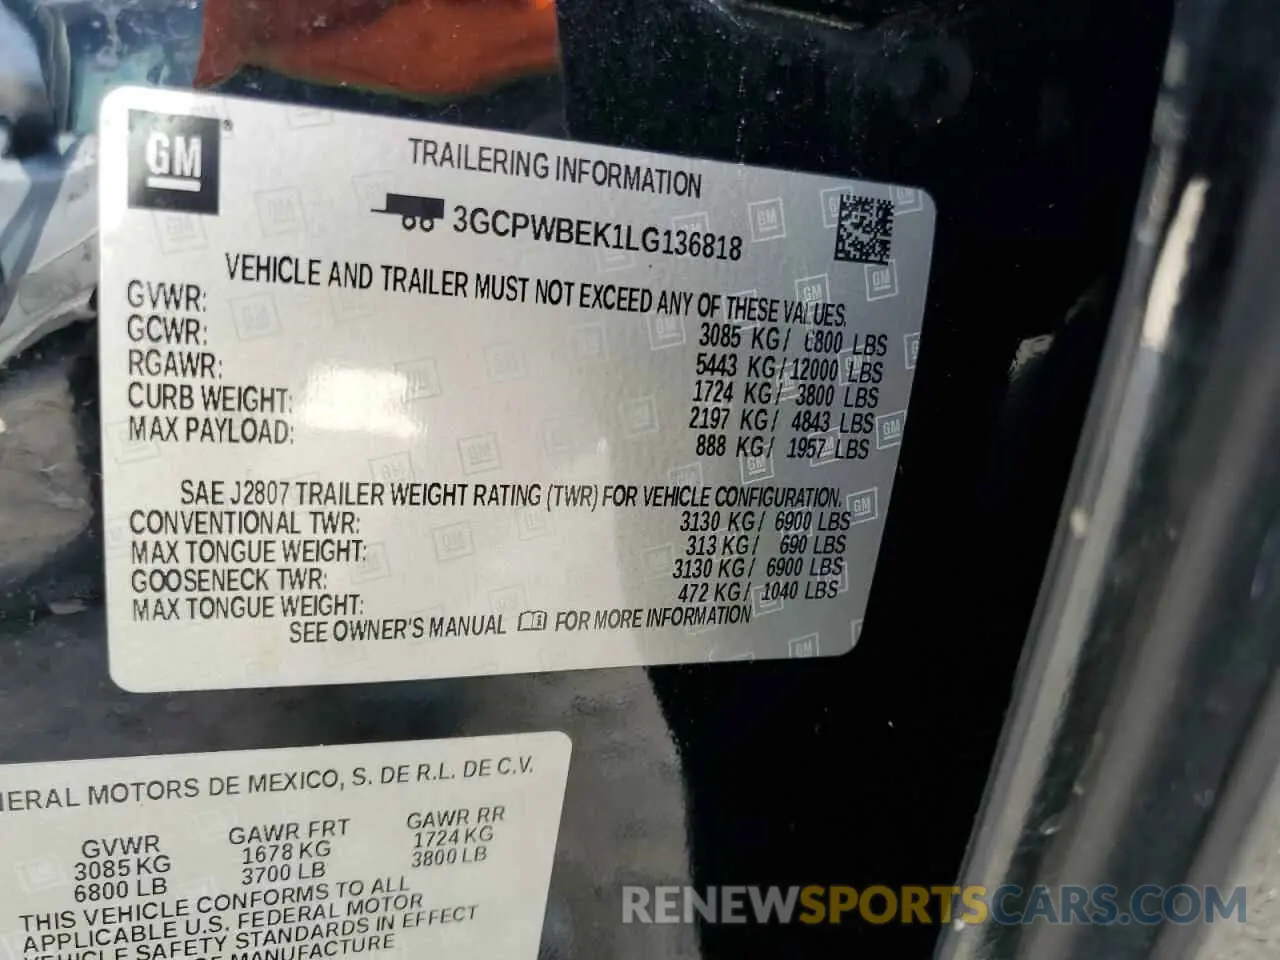 GM®
TRAILERING INFORMATION
3GCPWBEK1LG136818
VEHICLE AND TRAILER MUST NOT EXCEED ANY OF THESE VALUES.
GVWR: 3085 KG/ 6800 LBS
GCWR: 5443 KG/12000 LBS
RGAWR: 1724 KG/ 3800 LBS
CURB WEIGHT: 2197 KG/ 4843 LBS
MAX PAYLOAD: 888 KG/ 1957 LBS
SAE J2807 TRAILER WEIGHT RATING (TWR) FOR VEHICLE CONFIGURATION.
CONVENTIONAL TWR: 3130 KG/ 6900 LBS
MAX TONGUE WEIGHT: 313 KG/ 690 LBS
GOOSENECK TWR: 3130 KG/ 6900 LBS
MAX TONGUE WEIGHT: 472 KG/ 1040 LBS
SEE OWNER'S MANUAL FOR MORE INFORMATION
NERAL MOTORS DE MEXICO, S. DE R.L. DE C.V.
GVWR GAWR FRT GAWR RR
3085 KG 1678 KG 1724 KG
6800 LB 3700 LB 3800 LB
THIS VEHICLE CONFORMS TO ALL
APPLICABLE U.S. FEDERAL MOTOR
VEHICLE SAFETY STANDARDS IN EFFECT
MANUFACTURE
RENEWSPORTSCARS.COM